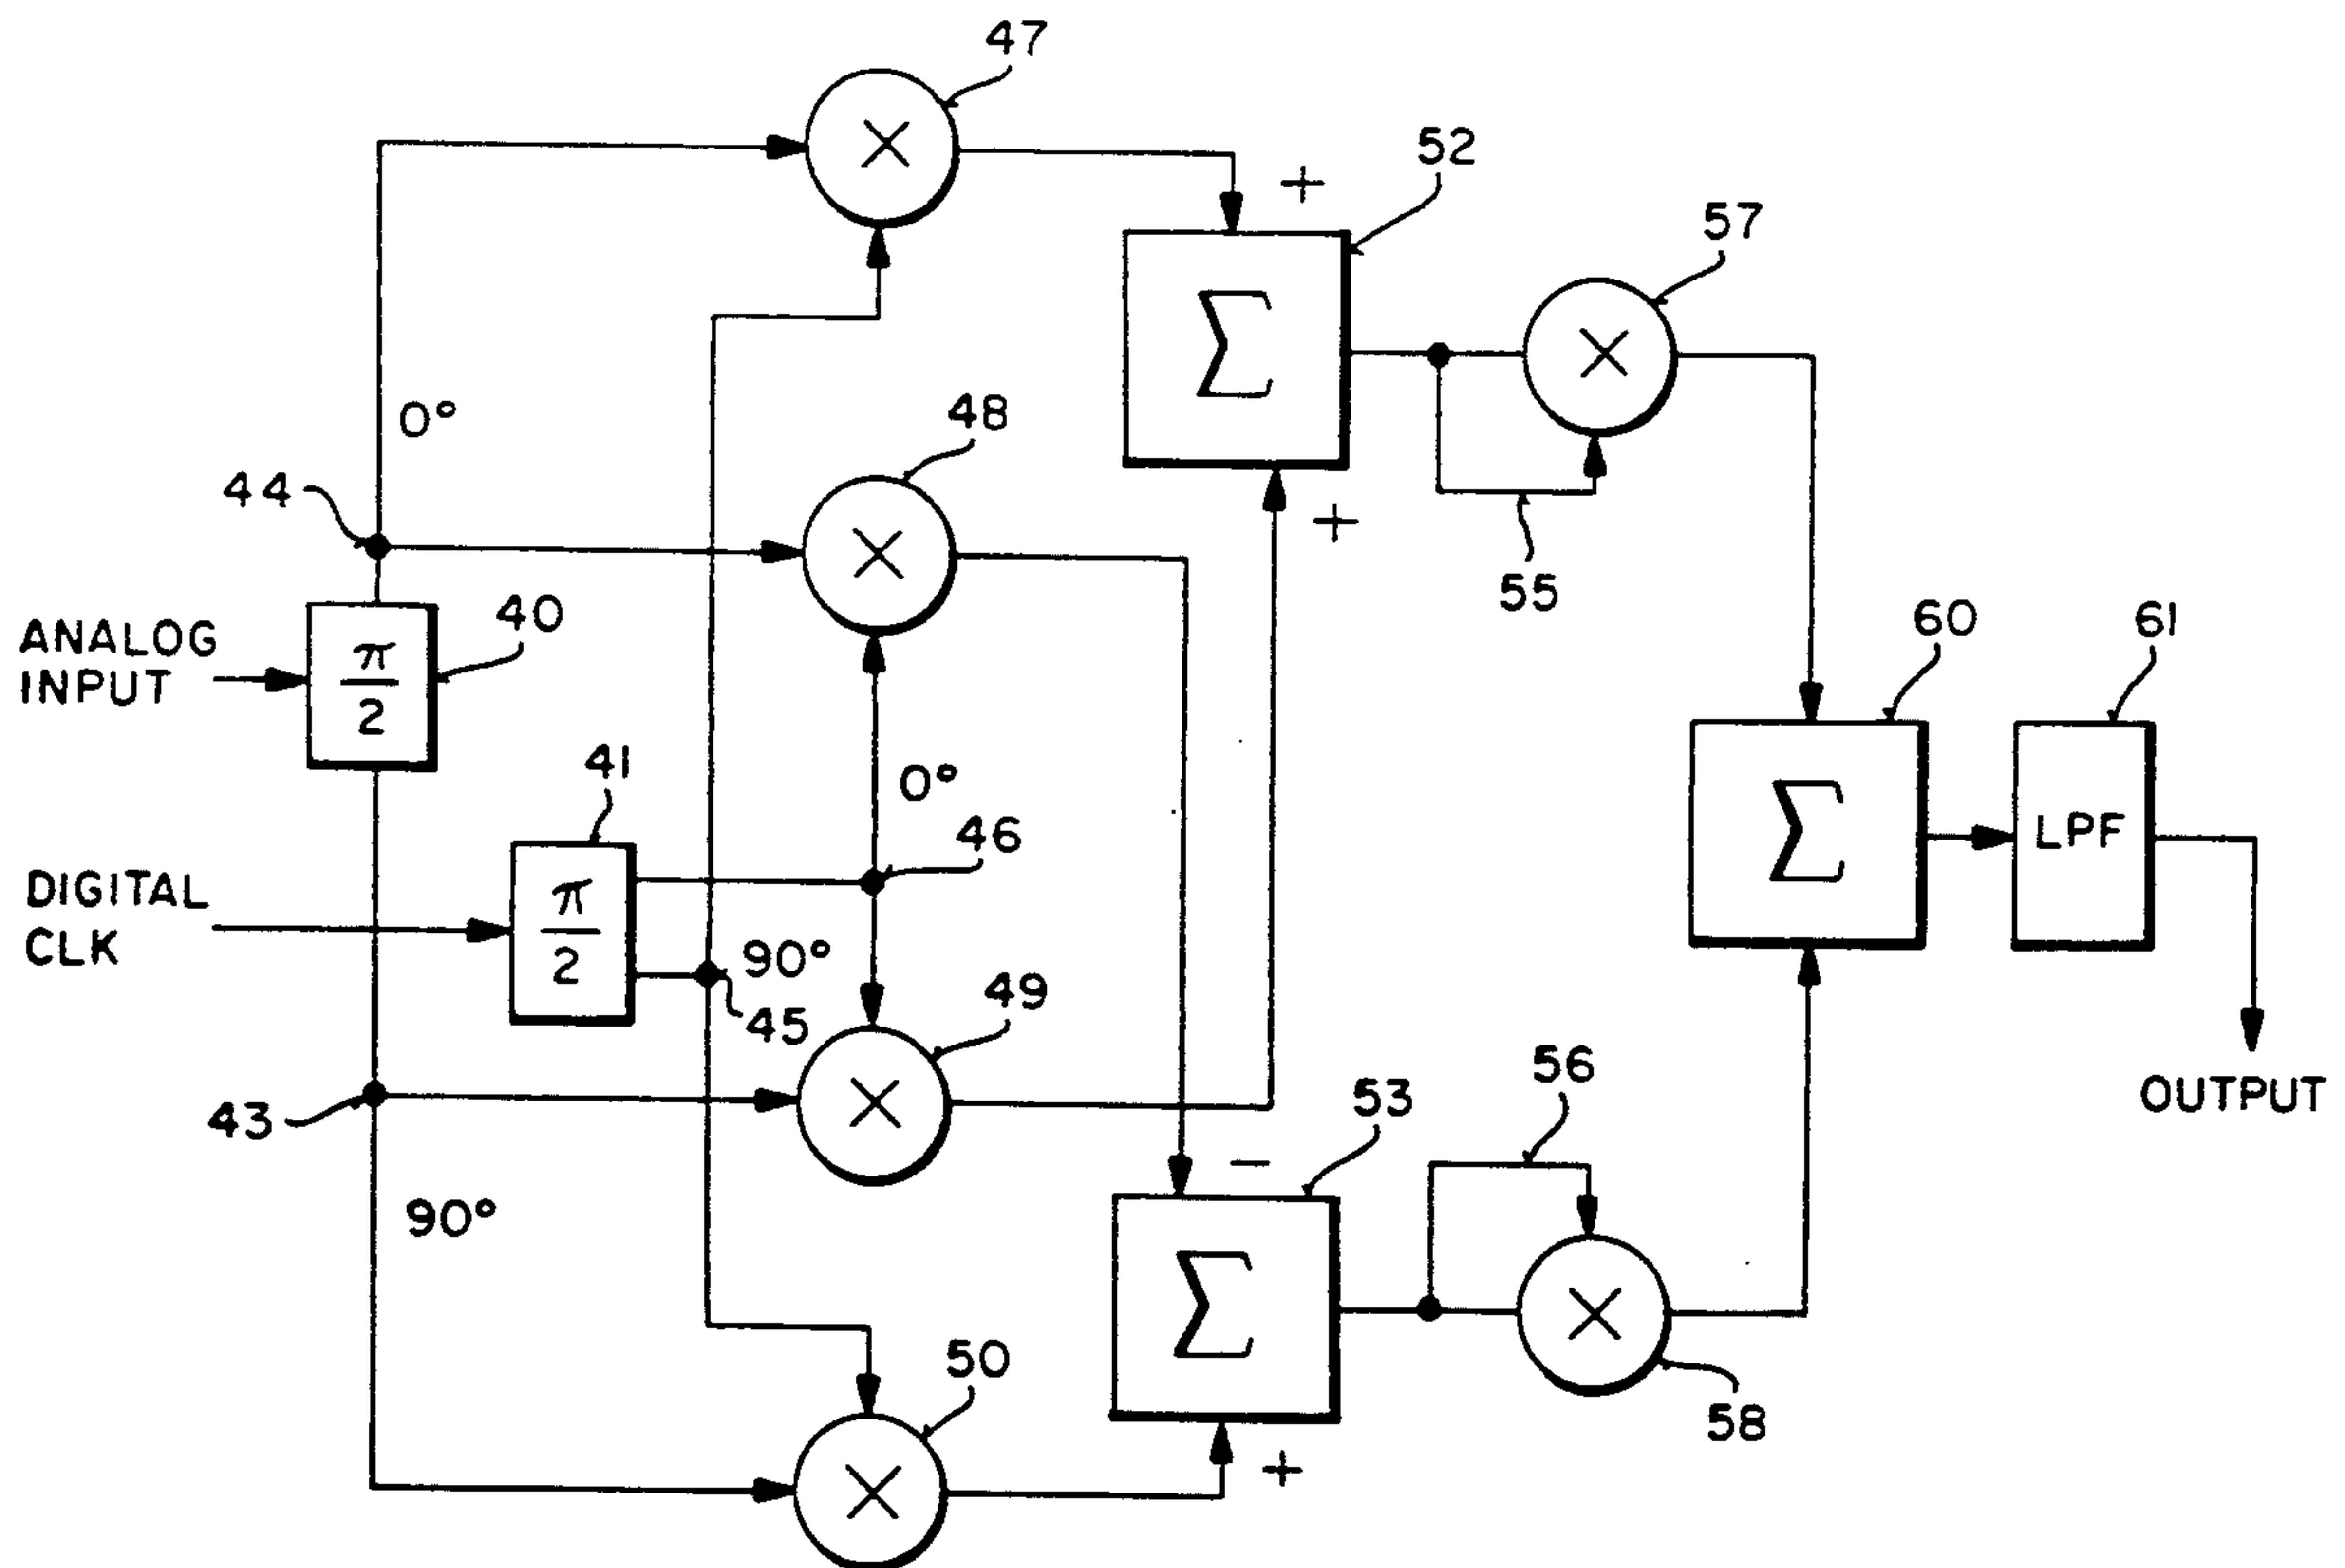 47
+
52
57
0°
48
44
+
55
ANALOG
INPUT
π
2
40
60
61
41
0°
46
Σ
Σ
LPF
DIGITAL
CLK
π
2
90°
45
49
56
53
OUTPUT
43
−
90°
Σ
Σ
50
58
+